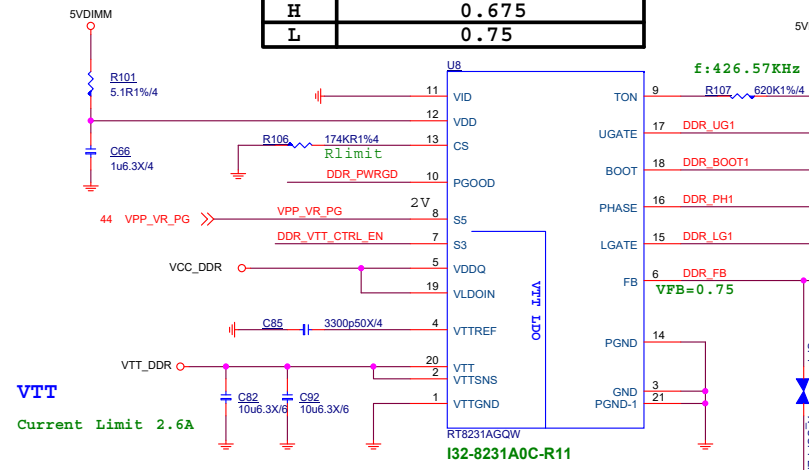 H 0.675
L 0.75
5VDIMM
5V
R101
5.1R1%/4
C66
1u6.3X/4
U8
f:426.57KHz
11 VID
TON 9
R107 620K1%/4
12 VDD
R106 174KR1%4
13 CS
Rlimit
UGATE 17 DDR_UG1
DDR_PWRGD
10 PGOOD
BOOT 18 DDR_BOOT1
2V
44 VPP_VR_PG
VPP_VR_PG
8 S5
PHASE 16 DDR_PH1
DDR_VTT_CTRL_EN
7 S3
LGATE 15 DDR_LG1
VCC_DDR
5 VDDQ
FB 6 DDR_FB
VFB=0.75
19 VLDOIN
VTT LDO
C85 3300p50X/4
4 VTTREF
PGND 14
VTT_DDR
20 VTT
2 VTTSNS
GND 3
PGND-1 21
1 VTTGND
C82
10u6.3X/6
C92
10u6.3X/6
VTT
Current Limit 2.6A
RT8231AGQW
I32-8231A0C-R11